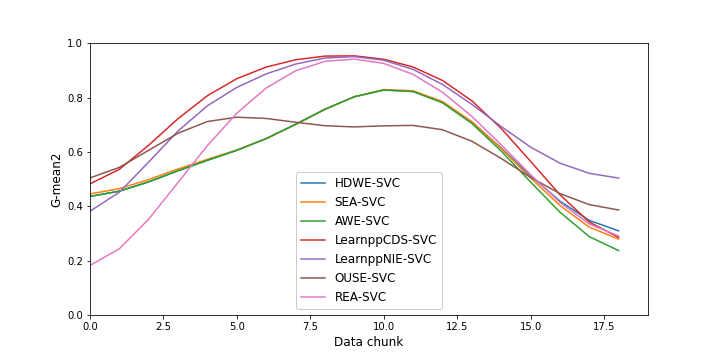 1.0
0.8
0.6
0.4
0.2
0.0
G-mean2
HDWE-SVC
SEA-SVC
AWE-SVC
LearnppCDS-SVC
LearnppNIE-SVC
OUSE-SVC
REA-SVC
0.0 2.5 5.0 7.5 10.0 12.5 15.0 17.5
Data chunk